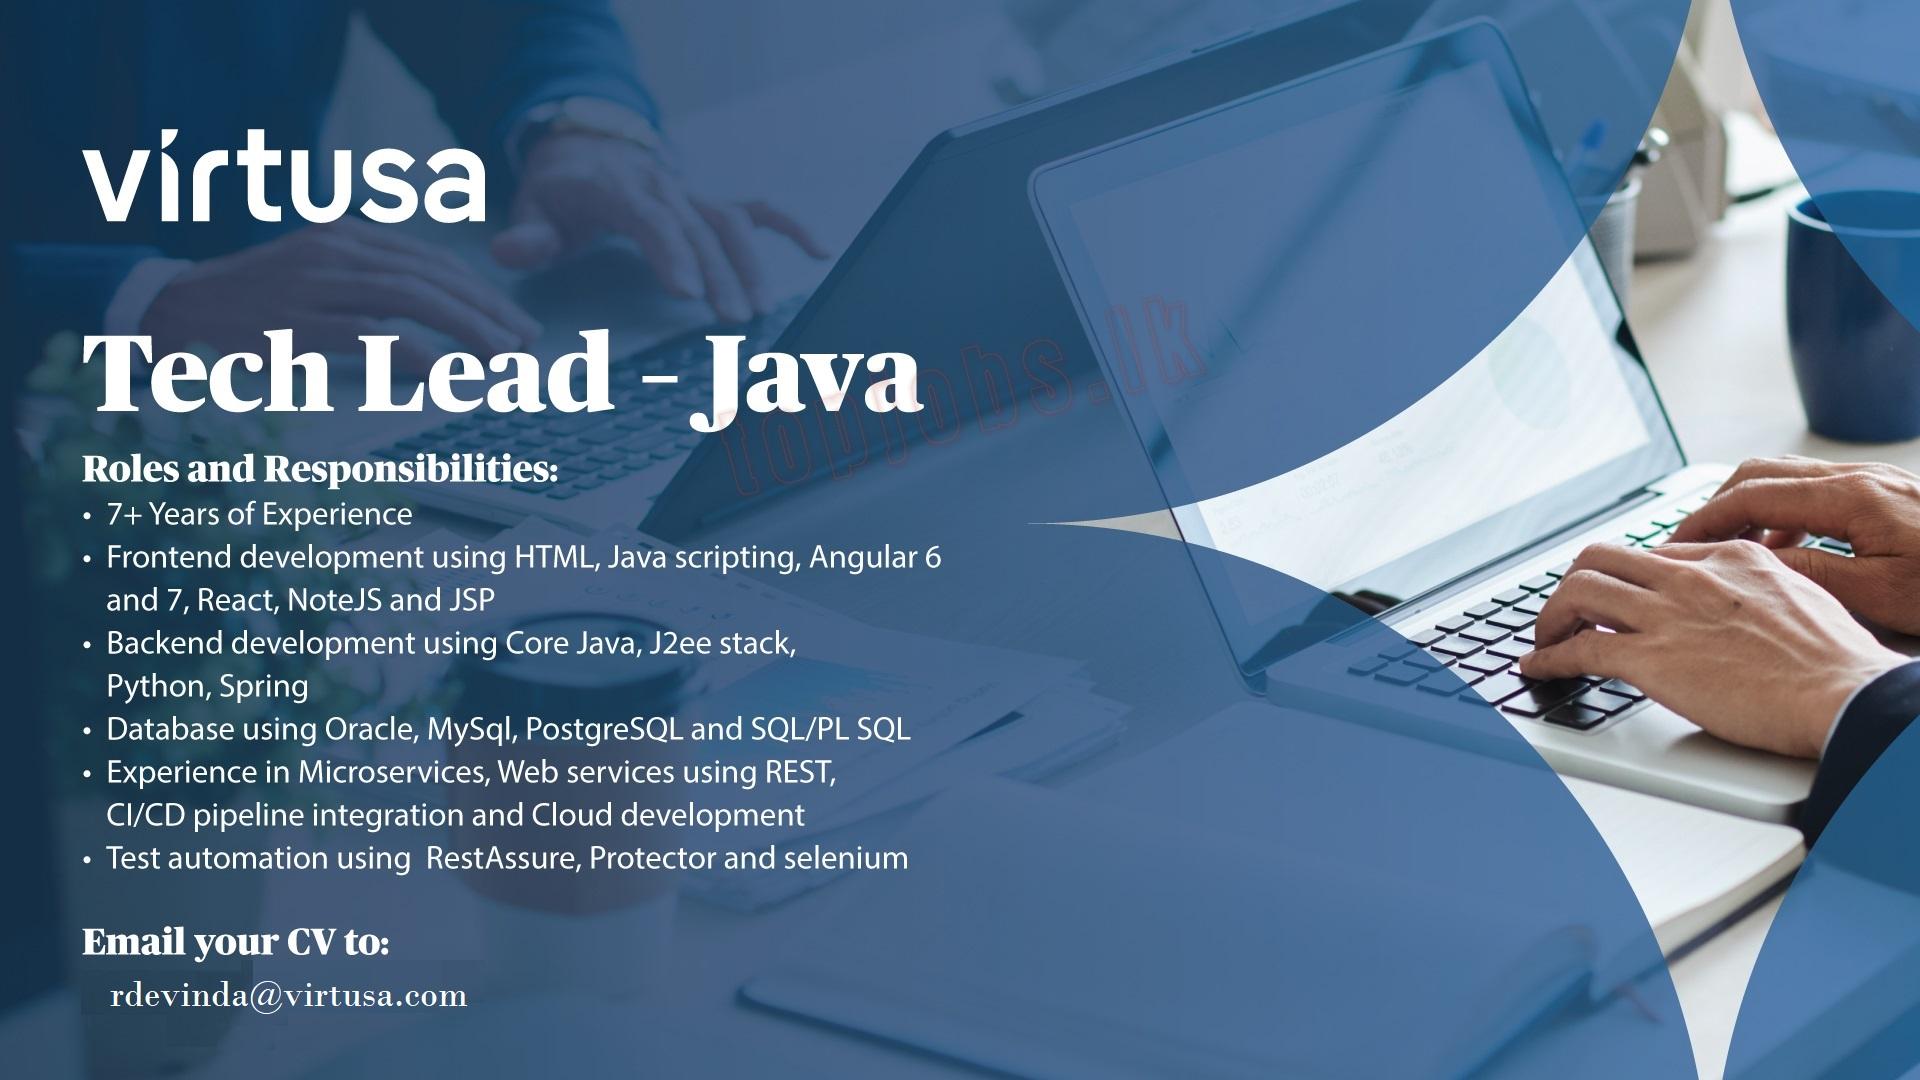 virtusa
Tech Lead - Java
topjobs.lk
Roles and Responsibilities:
• 7+ Years of Experience
• Frontend development using HTML, Java scripting, Angular 6
and 7, React, NoteJS and JSP
• Backend development using Core Java, J2ee stack,
Python, Spring
• Database using Oracle, MySql, PostgreSQL and SQL/PL SQL
• Experience in Microservices, Web services using REST,
CI/CD pipeline integration and Cloud development
• Test automation using RestAssure, Protector and selenium
Email your CV to:
rdevinda@virtusa.com